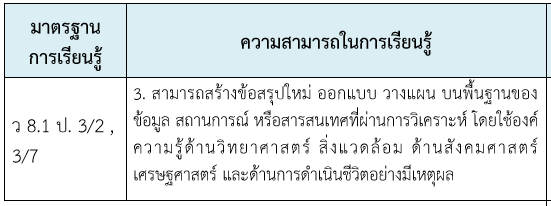 มาตรฐาน
การเรียนรู้
ความสามารถในการเรียนรู้
ว 8.1 ป. 3/2 ,
3/7
3. สามารถสร้างข้อสรุปใหม่ ออกแบบ วางแผน บนพื้นฐานของ
ข้อมูล สถานการณ์ หรือสารสนเทศที่ผ่านการวิเคราะห์ โดยใช้องค์
ความรู้ด้านวิทยาศาสตร์ สิ่งแวดล้อม ด้านสังคมศาสตร์
เศรษฐศาสตร์ และด้านการดำเนินชีวิตอย่างมีเหตุผล